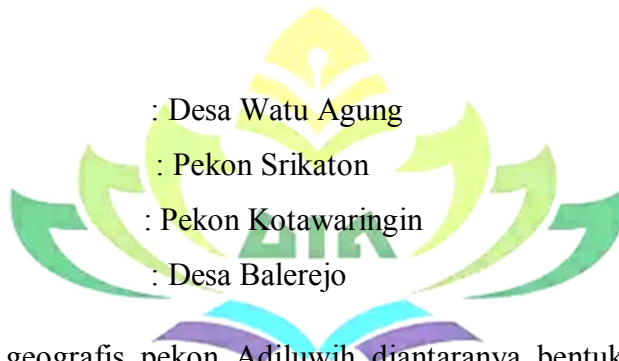 : Desa Watu Agung
: Pekon Srikaton
: Pekon Kotawaringin
: Desa Balerejo
geografis pekon Adiluwih diantaranya bentuk